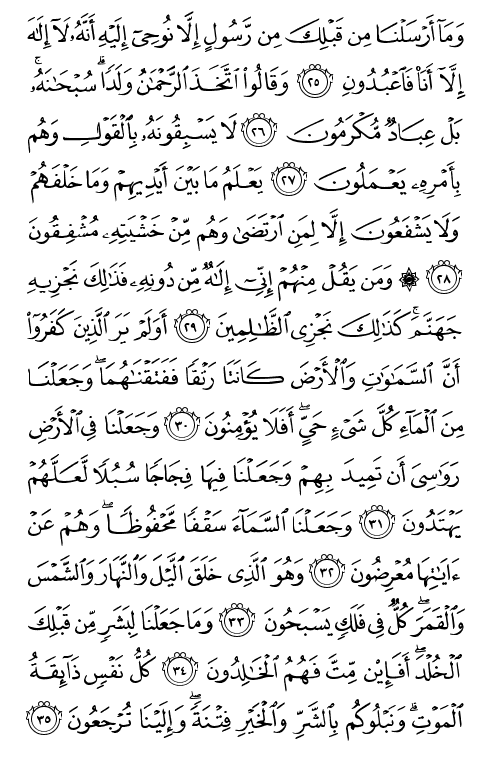 وَمَآ أَرۡسَلۡنَا مِن قَبۡلِكَ مِن رَّسُولٍ إِلَّا نُوحِيٓ إِلَيۡهِ أَنَّهُۥ لَآ إِلَٰهَ
إِلَّآ أَنَا۠ فَٱعۡبُدُونِ ٢٥ وَقَالُواْ ٱتَّخَذَ ٱلرَّحۡمَٰنُ وَلَدٗاۗ سُبۡحَٰنَهُۥۚ
بَلۡ عِبَادٞ مُّكۡرَمُونَ ٢٦ لَا يَسۡبِقُونَهُۥ بِٱلۡقَوۡلِ وَهُم
بِأَمۡرِهِۦ يَعۡمَلُونَ ٢٧ يَعۡلَمُ مَا بَيۡنَ أَيۡدِيهِمۡ وَمَا خَلۡفَهُمۡ
وَلَا يَشۡفَعُونَ إِلَّا لِمَنِ ٱرۡتَضَىٰ وَهُم مِّنۡ خَشۡيَتِهِۦ مُشۡفِقُونَ
٢٨ ۞ وَمَن يَقُلۡ مِنۡهُمۡ إِنِّيٓ إِلَٰهٞ مِّن دُونِهِۦ فَذَٰلِكَ نَجۡزِيهِ
جَهَنَّمَۚ كَذَٰلِكَ نَجۡزِي ٱلظَّٰلِمِينَ ٢٩ أَوَلَمۡ يَرَ ٱلَّذِينَ كَفَرُوٓاْ
أَنَّ ٱلسَّمَٰوَٰتِ وَٱلۡأَرۡضَ كَانَتَا رَتۡقٗا فَفَتَقۡنَٰهُمَاۖ وَجَعَلۡنَا
مِنَ ٱلۡمَآءِ كُلَّ شَيۡءٍ حَيٍّۖ أَفَلَا يُؤۡمِنُونَ ٣٠ وَجَعَلۡنَا فِي ٱلۡأَرۡضِ
رَوَٰسِيَ أَن تَمِيدَ بِهِمۡ وَجَعَلۡنَا فِيهَا فِجَاجٗا سُبُلٗا لَّعَلَّهُمۡ
يَهۡتَدُونَ ٣١ وَجَعَلۡنَا ٱلسَّمَآءَ سَقۡفٗا مَّحۡفُوظٗاۖ وَهُمۡ عَنۡ
ءَايَٰتِهَا مُعۡرِضُونَ ٣٢ وَهُوَ ٱلَّذِي خَلَقَ ٱلَّيۡلَ وَٱلنَّهَارَ وَٱلشَّمۡسَ
وَٱلۡقَمَرَۖ كُلّٞ فِي فَلَكٖ يَسۡبَحُونَ ٣٣ وَمَا جَعَلۡنَا لِبَشَرٖ مِّن قَبۡلِكَ
ٱلۡخُلۡدَۖ أَفَإِيْن مِّتَّ فَهُمُ ٱلۡخَٰلِدُونَ ٣٤ كُلُّ نَفۡسٖ ذَآئِقَةُ
ٱلۡمَوۡتِۗ وَنَبۡلُوكُم بِٱلشَّرِّ وَٱلۡخَيۡرِ فِتۡنَةٗۖ وَإِلَيۡنَا تُرۡجَعُونَ ٣٥